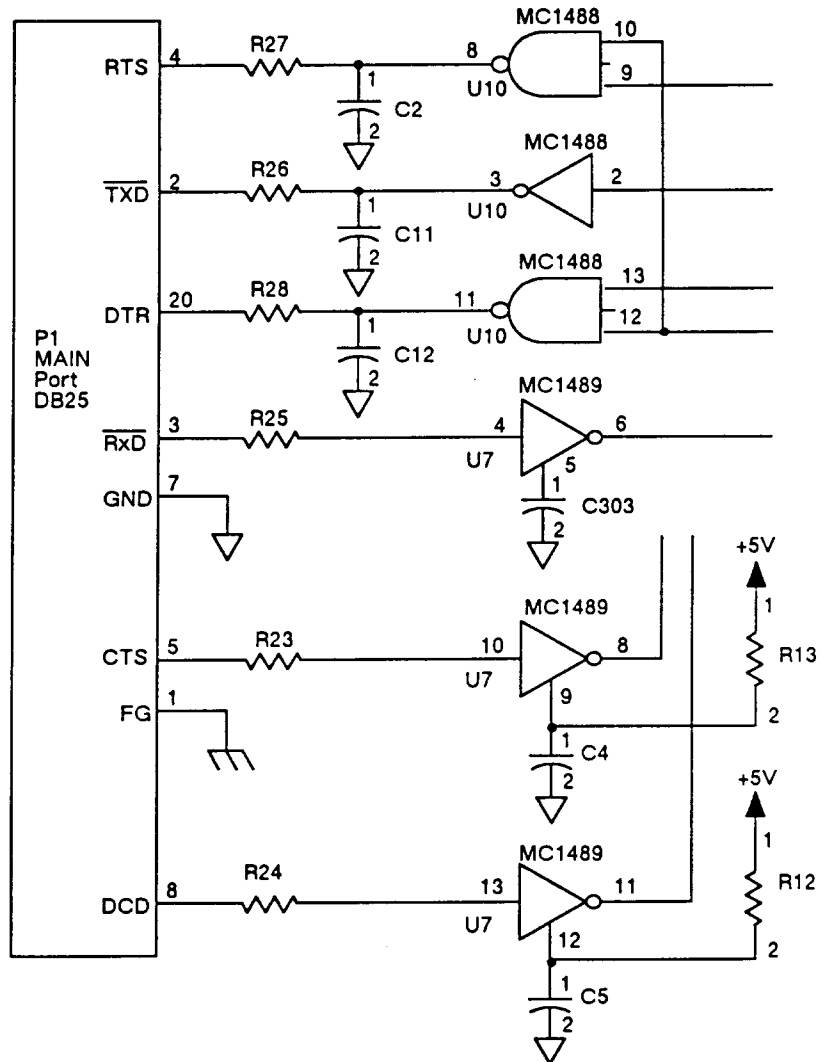 MC1488
RTS 4 R27 8 10
9
U10
1
C2
2
MC1488
TXD 2 R26 3 2
U10
1
C11
2
MC1488
DTR 20 R28 11 13
12
U10
1
C12
2
P1
MAIN
Port
DB25
MC1489
RxD 3 R25 4 6
U7 5
GND 7
1
C303
2
+5V
1
MC1489
CTS 5 R23 10 8
R13
U7 9
FG 1
2
1
C4
2
+5V
1
MC1489
DCD 8 R24 13 11
R12
U7 12
2
1
C5
2